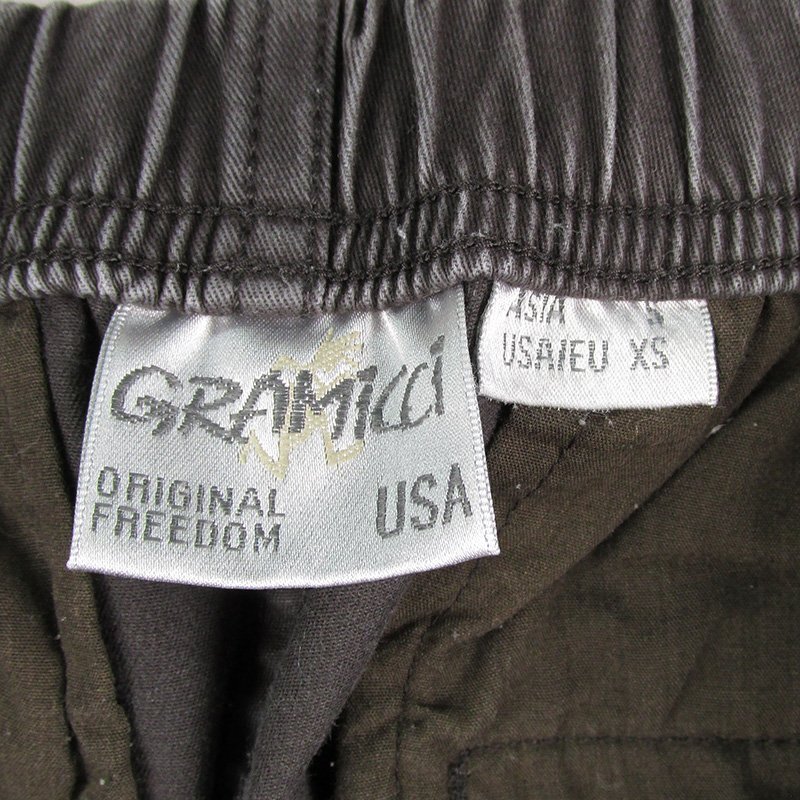 GRAMICCI
ORIGINAL
FREEDOM
USA
ASIA S
USA/EU XS